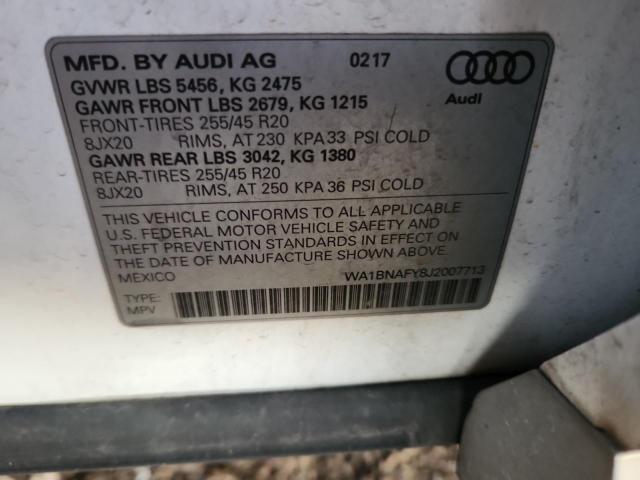 MFD. BY AUDI AG 0217
GVWR LBS 5456, KG 2475
GAWR FRONT LBS 2679, KG 1215
FRONT-TIRES 255/45 R20
8JX20 RIMS, AT 230 KPA 33 PSI COLD
GAWR REAR LBS 3042, KG 1380
REAR-TIRES 255/45 R20
8JX20 RIMS, AT 250 KPA 36 PSI COLD
Audi
THIS VEHICLE CONFORMS TO ALL APPLICABLE
U.S. FEDERAL MOTOR VEHICLE SAFETY AND
THEFT PREVENTION STANDARDS IN EFFECT ON
THE DATE OF MANUFACTURE SHOWN ABOVE.
MEXICO WA1BNAFY8J2007713
TYPE:
MPV